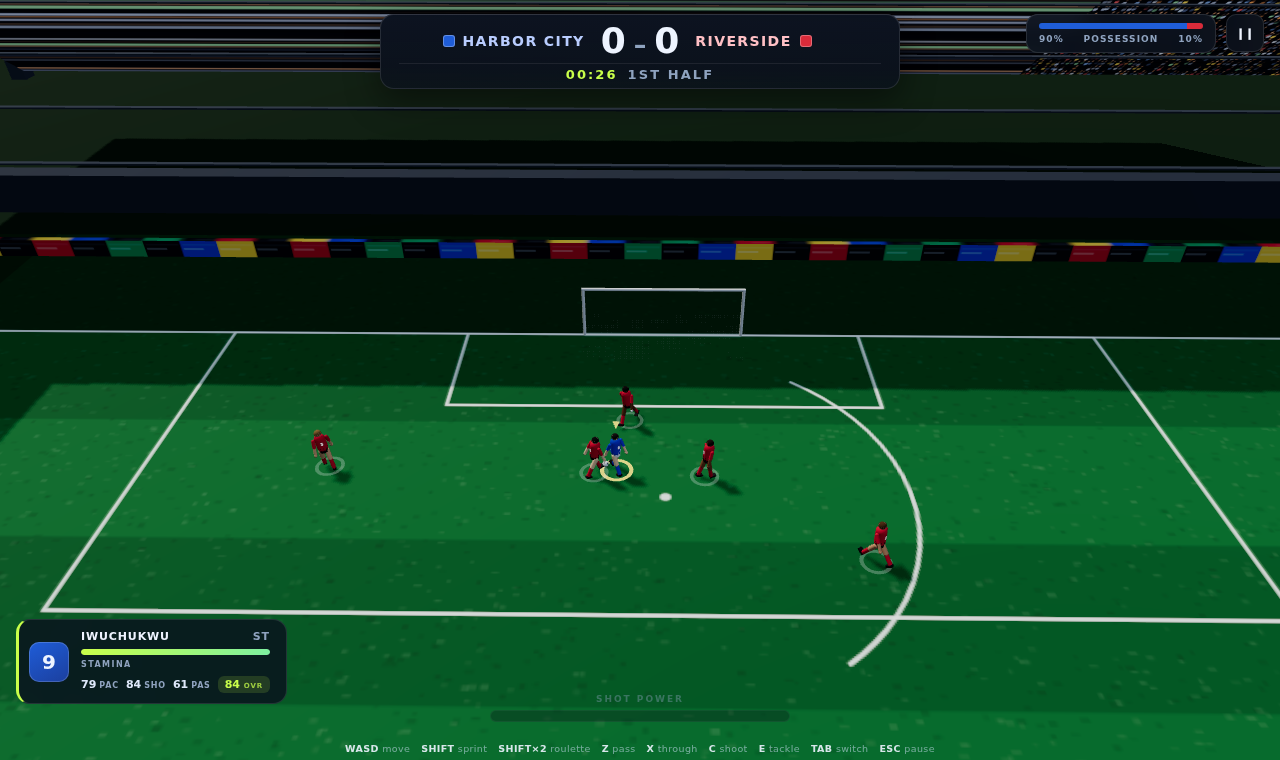 HARBOR CITY 0 – 0 RIVERSIDE
00:26 1ST HALF
90% POSSESSION 10%
IWUCHUKWU ST
9
STAMINA
79 PAC 84 SHO 61 PAS 84 OVR
SHOT POWER
WASD move SHIFT sprint SHIFT×2 roulette Z pass X through C shoot E tackle TAB switch ESC pause